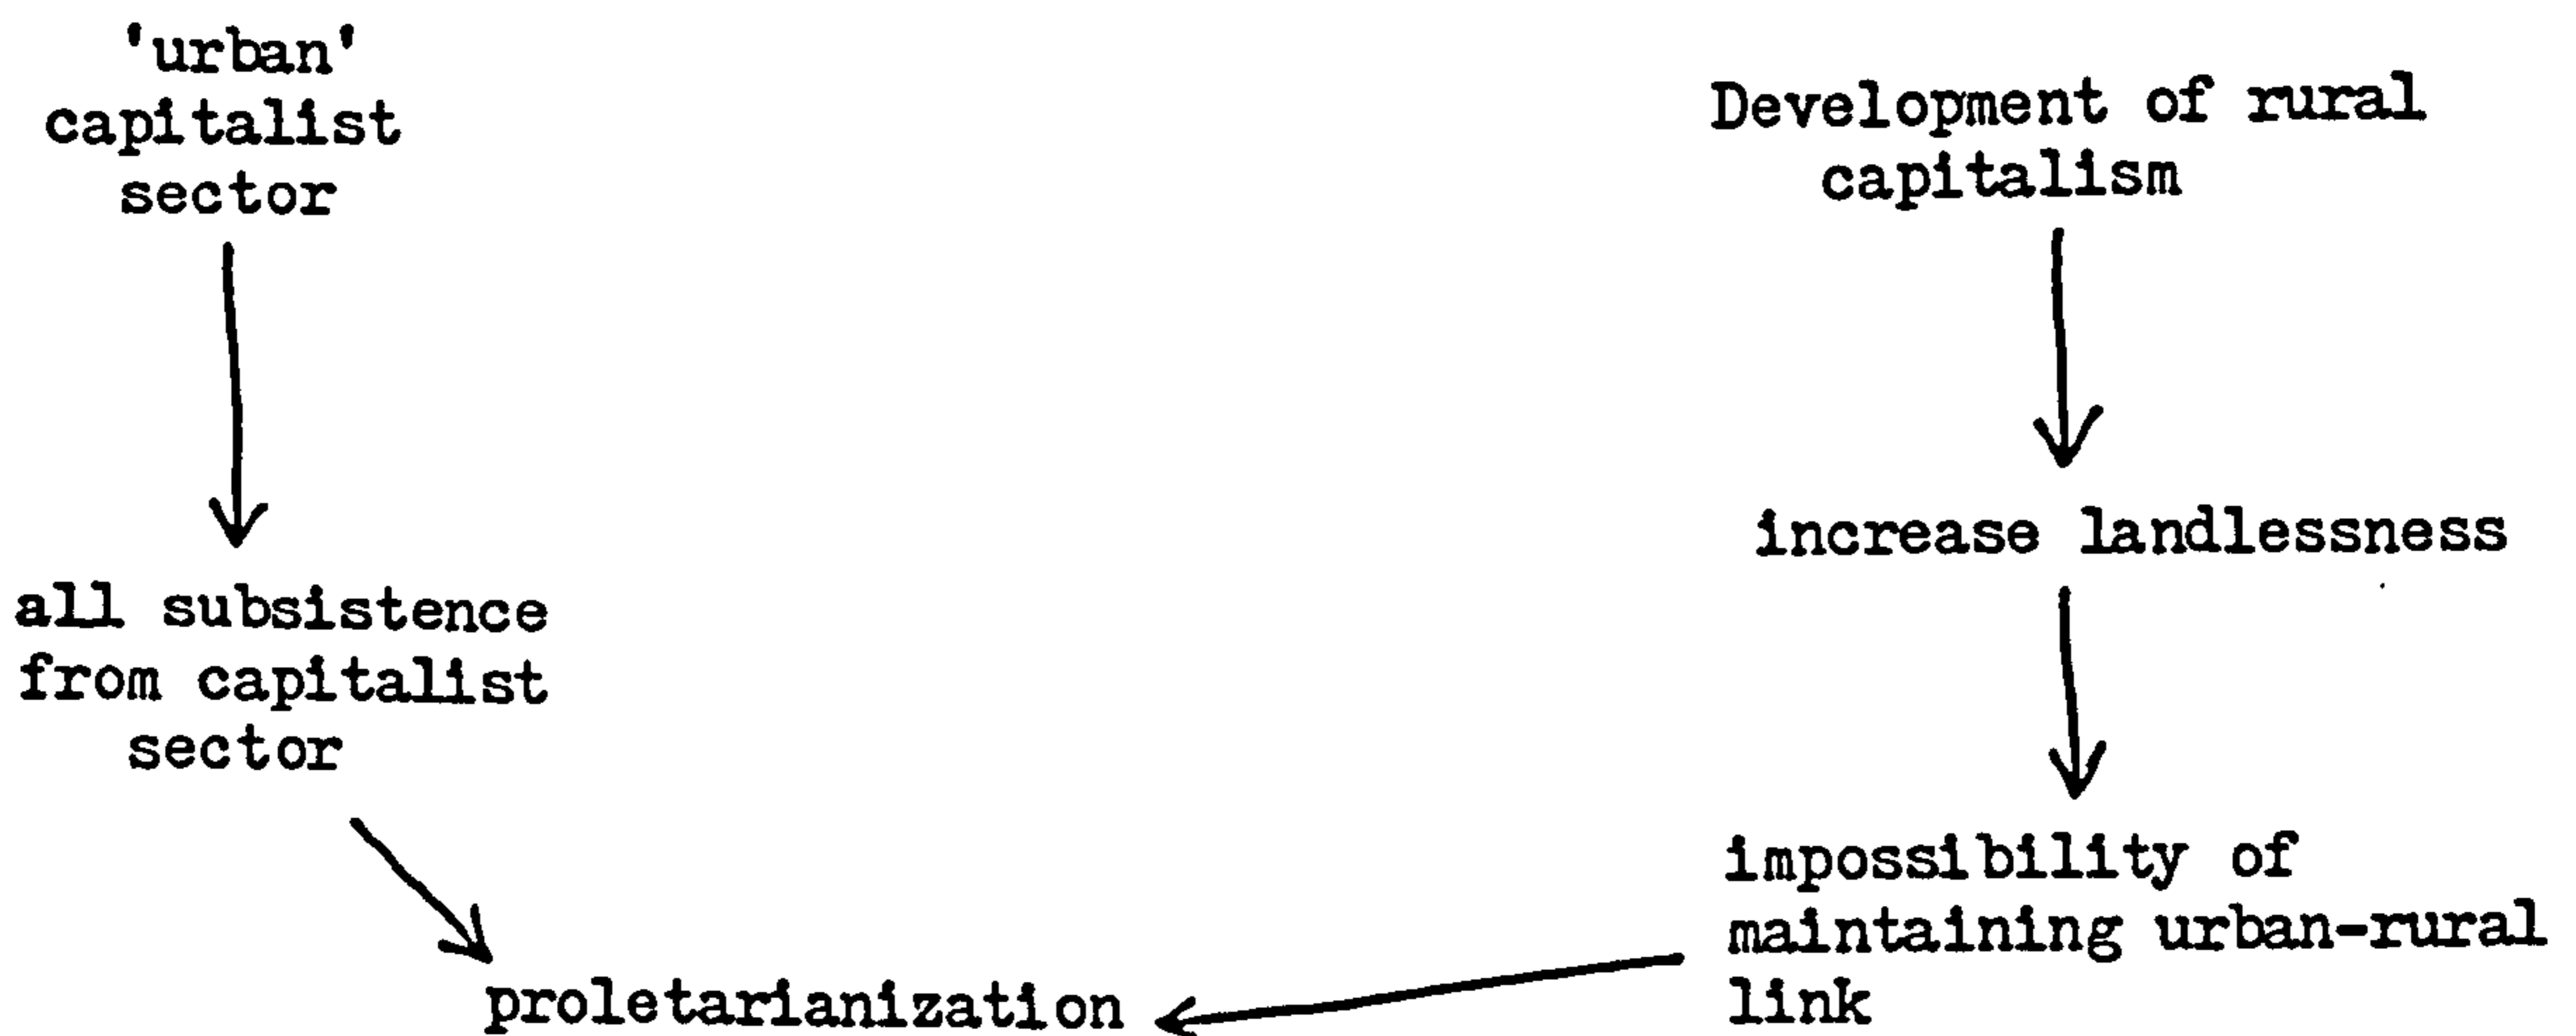 'urban'
capitalist
sector
all subsistence
from capitalist
sector
proletarianization
Development of rural
capitalism
increase landlessness
impossibility of
maintaining urban-rural
link